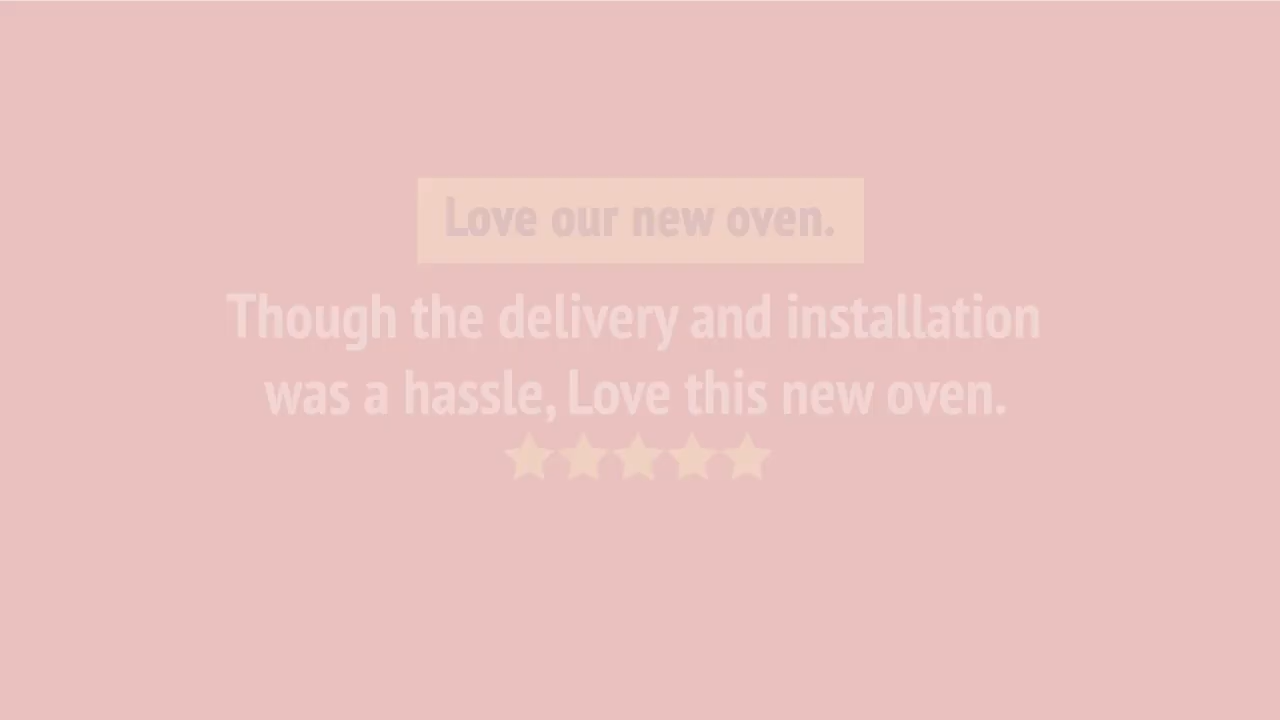 Love our new oven.
Though the delivery and installation
was a hassle, Love this new oven.